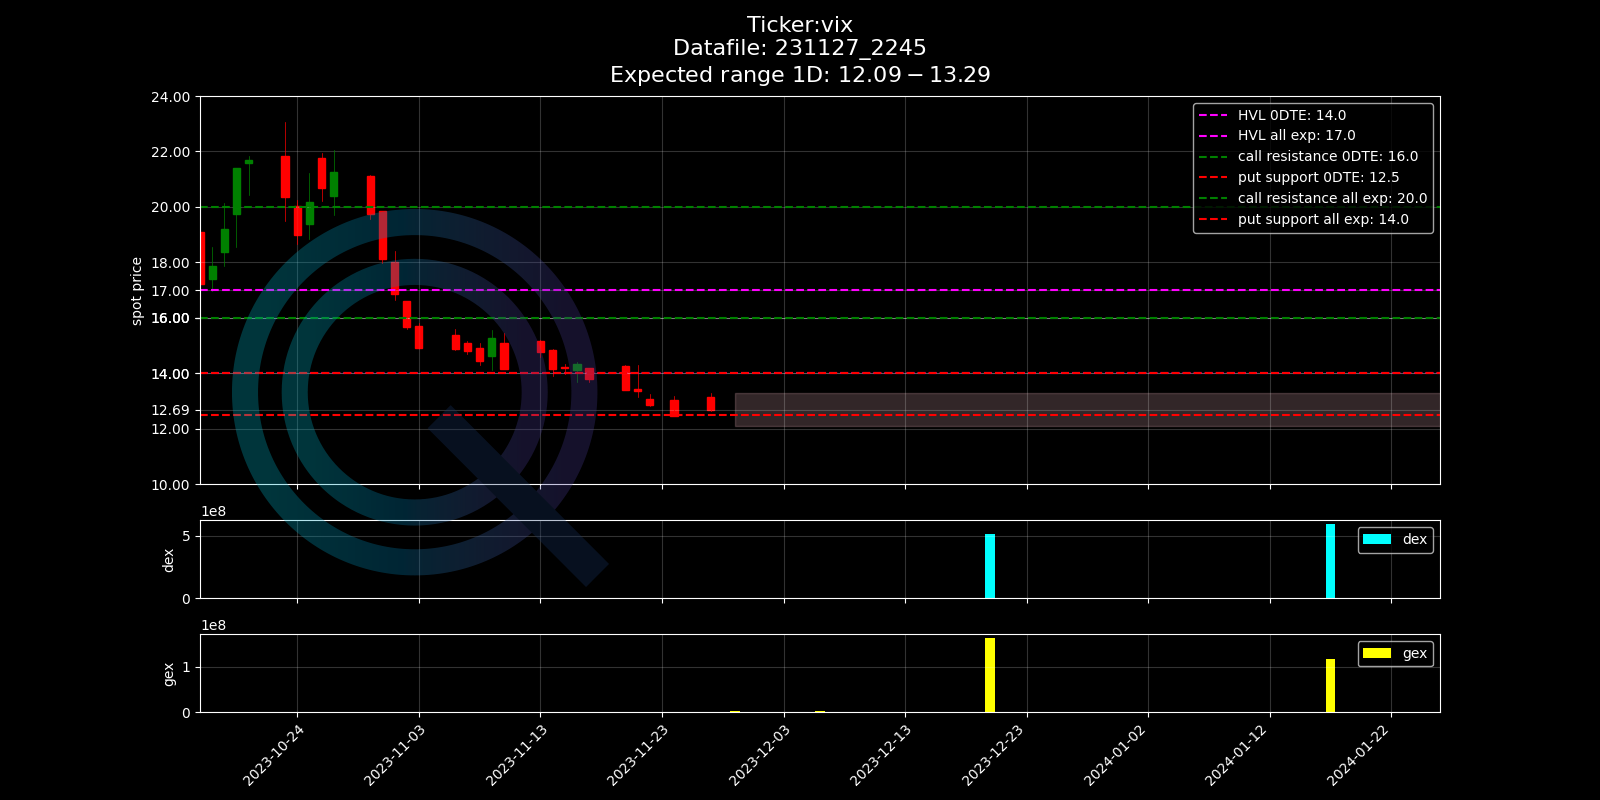 Ticker:vix
Datafile: 231127_2245
Expected range 1D: 12.09 − 13.29
24.00
22.00
20.00
18.00
17.00
16.00
14.00
12.69
12.00
10.00
spot price
HVL 0DTE: 14.0
HVL all exp: 17.0
call resistance 0DTE: 16.0
put support 0DTE: 12.5
call resistance all exp: 20.0
put support all exp: 14.0
1e8
5
0
dex
dex
1e8
1
0
gex
gex
2023-10-24
2023-11-03
2023-11-13
2023-11-23
2023-12-03
2023-12-13
2023-12-23
2024-01-02
2024-01-12
2024-01-22